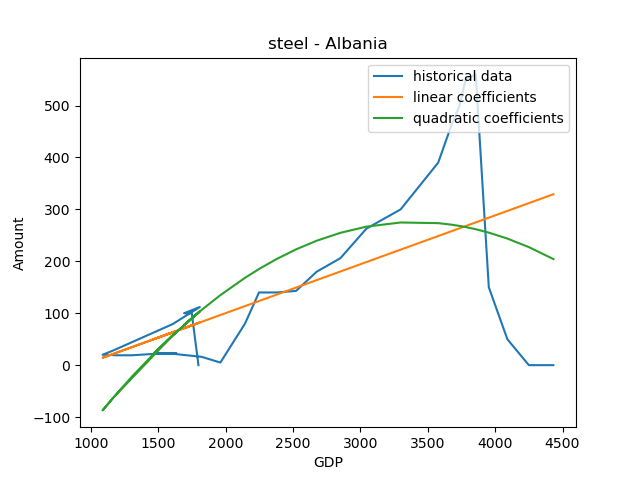 steel - Albania
historical data
linear coefficients
quadratic coefficients
Amount
500
400
300
200
100
0
−100
1000 1500 2000 2500 3000 3500 4000 4500
GDP